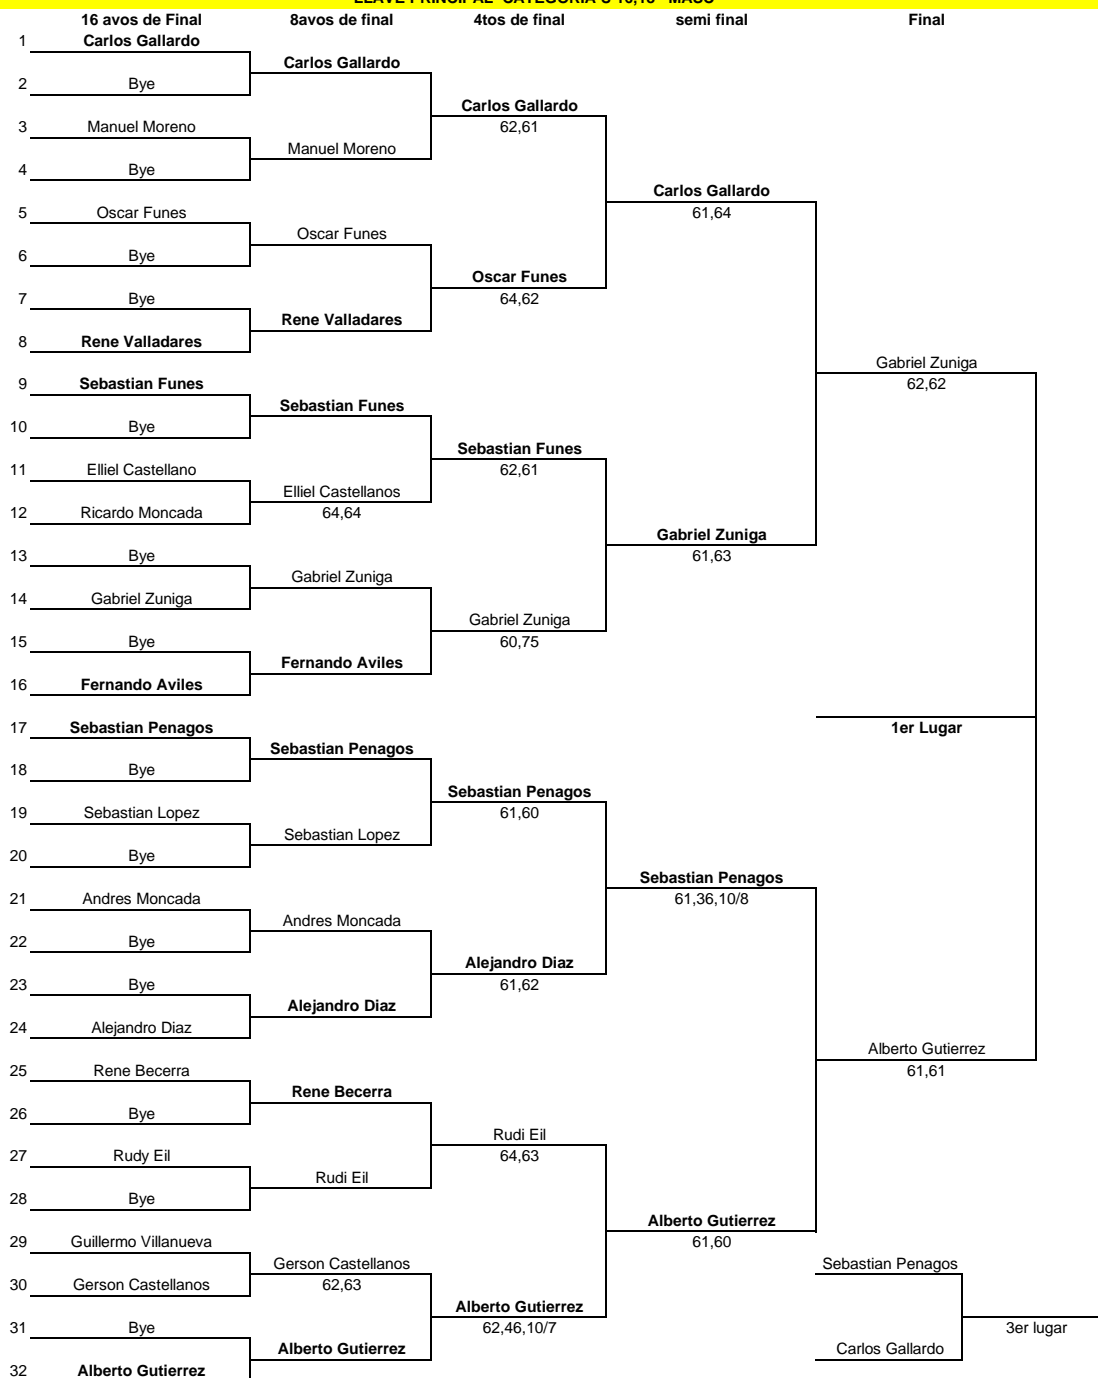 16 avos de Final 8avos de final 4tos de final semi final Final
1 Carlos Gallardo
Carlos Gallardo
2 Bye
Carlos Gallardo
3 Manuel Moreno
62,61
Manuel Moreno
4 Bye
Carlos Gallardo
5 Oscar Funes
61,64
Oscar Funes
6 Bye
Oscar Funes
7 Bye
64,62
Rene Valladares
8 Rene Valladares
Gabriel Zuniga
9 Sebastian Funes
62,62
Sebastian Funes
10 Bye
Sebastian Funes
11 Elliel Castellano
62,61
Elliel Castellanos
12 Ricardo Moncada
64,64
Gabriel Zuniga
13 Bye
61,63
Gabriel Zuniga
14 Gabriel Zuniga
Gabriel Zuniga
15 Bye
60,75
Fernando Aviles
16 Fernando Aviles
17 Sebastian Penagos
1er Lugar
Sebastian Penagos
18 Bye
Sebastian Penagos
19 Sebastian Lopez
61,60
Sebastian Lopez
20 Bye
Sebastian Penagos
21 Andres Moncada
61,36,10/8
Andres Moncada
22 Bye
Alejandro Diaz
23 Bye
61,62
Alejandro Diaz
24 Alejandro Diaz
Alberto Gutierrez
25 Rene Becerra
61,61
Rene Becerra
26 Bye
Rudi Eil
27 Rudy Eil
64,63
Rudi Eil
28 Bye
Alberto Gutierrez
29 Guillermo Villanueva
61,60
Gerson Castellanos
Sebastian Penagos
30 Gerson Castellanos
62,63
Alberto Gutierrez
31 Bye
62,46,10/7
3er lugar
Alberto Gutierrez
Carlos Gallardo
32 Alberto Gutierrez